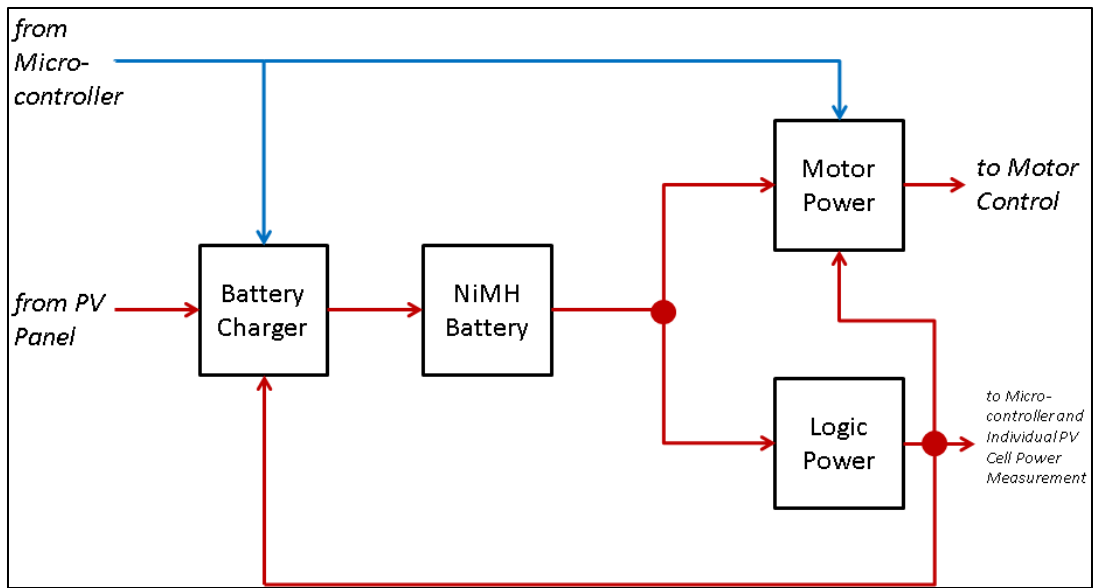 from
Micro-
controller
Motor
Power
to Motor
Control
from PV
Panel
Battery
Charger
NiMH
Battery
Logic
Power
to Micro-
controller and
Individual PV
Cell Power
Measurement